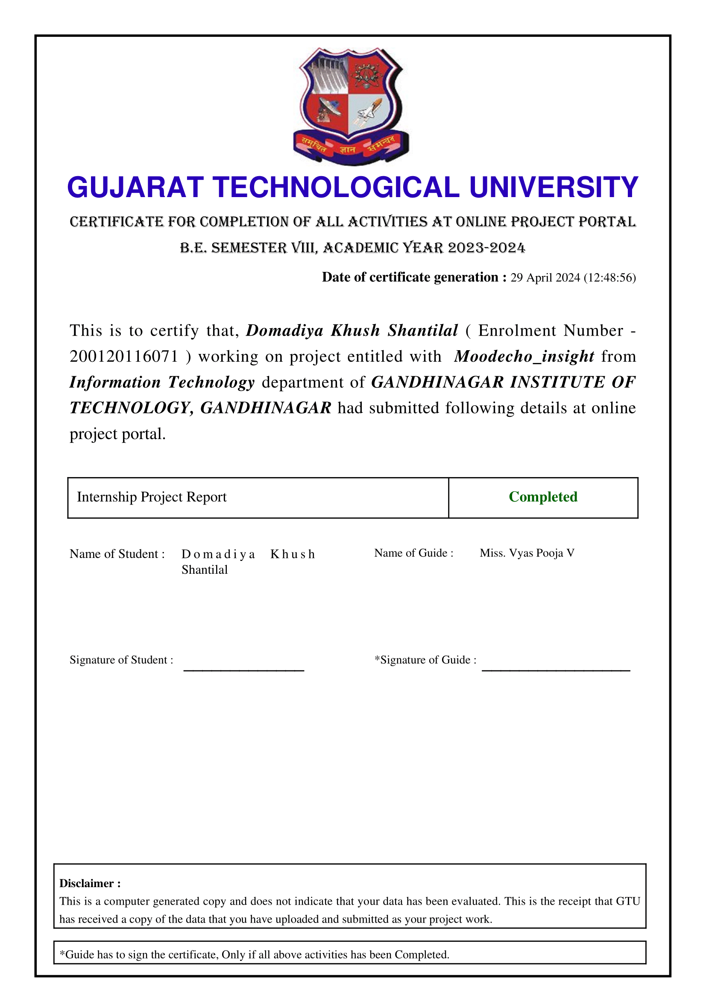 समुचित ज्ञान समन्वय
GUJARAT TECHNOLOGICAL UNIVERSITY
CERTIFICATE FOR COMPLETION OF ALL ACTIVITIES AT ONLINE PROJECT PORTAL
B.E. SEMESTER VIII, ACADEMIC YEAR 2023-2024
Date of certificate generation : 29 April 2024 (12:48:56)
This is to certify that, Domadiya Khush Shantilal ( Enrolment Number -
200120116071 ) working on project entitled with Moodecho_insight from
Information Technology department of GANDHINAGAR INSTITUTE OF
TECHNOLOGY, GANDHINAGAR had submitted following details at online
project portal.
Internship Project Report Completed
Name of Student : Domadiya Khush Name of Guide : Miss. Vyas Pooja V
Shantilal
Signature of Student : *Signature of Guide :
Disclaimer :
This is a computer generated copy and does not indicate that your data has been evaluated. This is the receipt that GTU
has received a copy of the data that you have uploaded and submitted as your project work.
*Guide has to sign the certificate, Only if all above activities has been Completed.